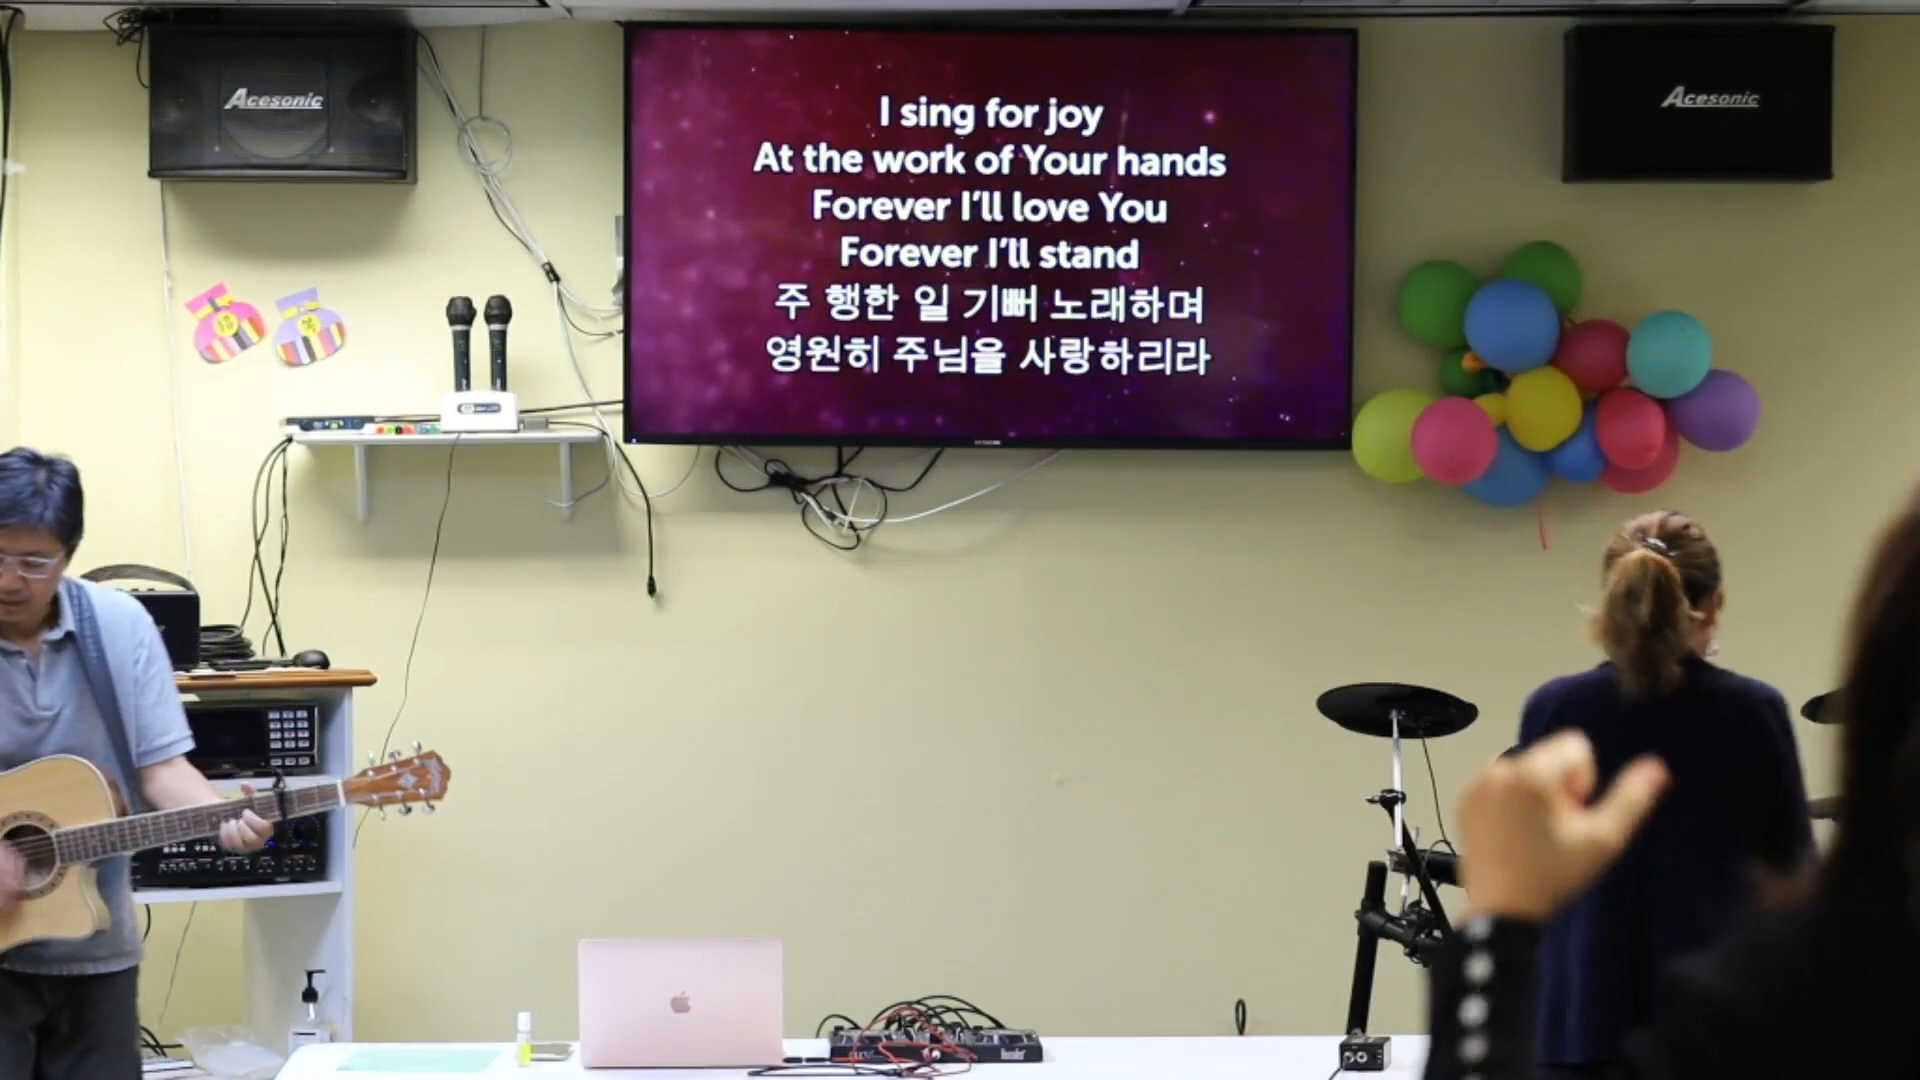 Acesonic
Acesonic
I sing for joy
At the work of Your hands
Forever I'll love You
Forever I'll stand
주 행한 일 기뻐 노래하며
영원히 주님을 사랑하리라